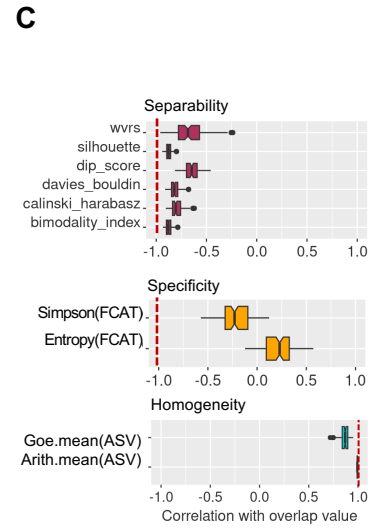 C
Separability
wvrs
silhouette
dip_score
davies_bouldin
calinski_harabasz
bimodality_index
-1.0 -0.5 0.0 0.5 1.0
Specificity
Simpson(FCAT)
Entropy(FCAT)
-1.0 -0.5 0.0 0.5 1.0
Homogeneity
Goe.mean(ASV)
Arith.mean(ASV)
-1.0 -0.5 0.0 0.5 1.0
Correlation with overlap value